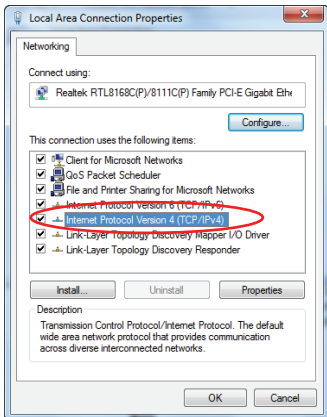 Local Area Connection Properties
Networking
Connect using:
Realtek RTL8168C(P)/8111C(P) Family PCI-E Gigabit Ethe
Configure...
This connection uses the following items:
Client for Microsoft Networks
QoS Packet Scheduler
File and Printer Sharing for Microsoft Networks
Internet Protocol Version 6 (TCP/IPv6)
Internet Protocol Version 4 (TCP/IPv4)
Link-Layer Topology Discovery Mapper I/O Driver
Link-Layer Topology Discovery Responder
Install...
Uninstall
Properties
Description
Transmission Control Protocol/Internet Protocol. The default
wide area network protocol that provides communication
across diverse interconnected networks.
OK
Cancel